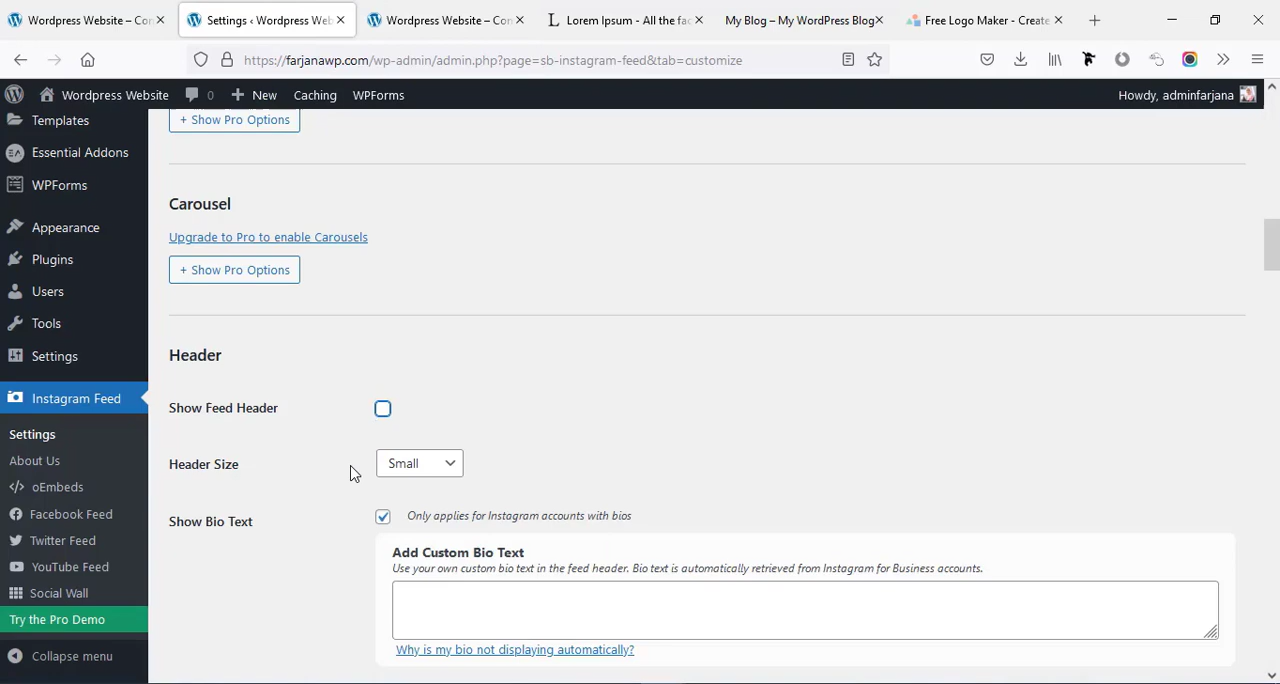 Wordpress Website – Con
Settings ‹ Wordpress Web
Wordpress Website – Con
Lorem Ipsum - All the fac
My Blog – My WordPress Blog
Free Logo Maker - Create
https://farjanawp.com/wp-admin/admin.php?page=sb-instagram-feed&tab=customize
Wordpress Website
0
New
Caching
WPForms
Howdy, adminfarjana
Templates
Essential Addons
WPForms
Appearance
Plugins
Users
Tools
Settings
Instagram Feed
Settings
About Us
oEmbeds
Facebook Feed
Twitter Feed
YouTube Feed
Social Wall
Try the Pro Demo
Collapse menu
+ Show Pro Options
Carousel
Upgrade to Pro to enable Carousels
+ Show Pro Options
Header
Show Feed Header
Header Size
Small
Show Bio Text
Only applies for Instagram accounts with bios
Add Custom Bio Text
Use your own custom bio text in the feed header. Bio text is automatically retrieved from Instagram for Business accounts.
Why is my bio not displaying automatically?